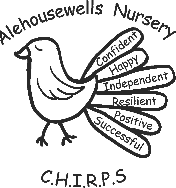 Alehousewells Nursery
Confident
Happy
Independent
Resilient
Positive
Successful
C.H.I.R.P.S